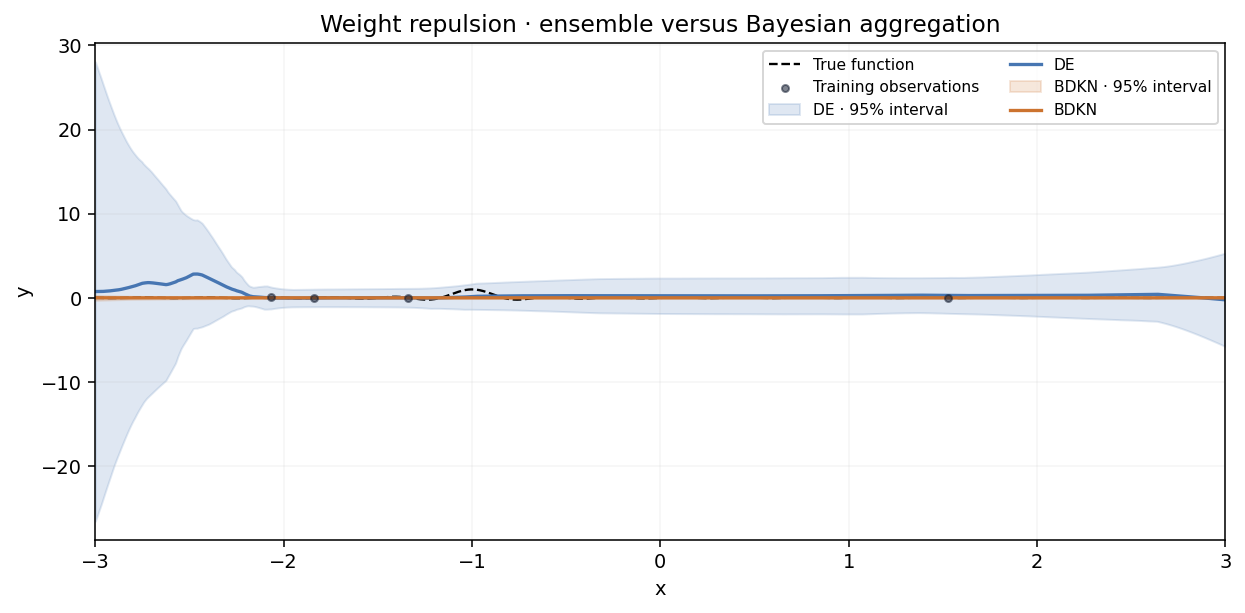 Weight repulsion · ensemble versus Bayesian aggregation
True function
Training observations
DE · 95% interval
DE
BDKN · 95% interval
BDKN
y
30
20
10
0
−10
−20
−3
−2
−1
0
1
2
3
x